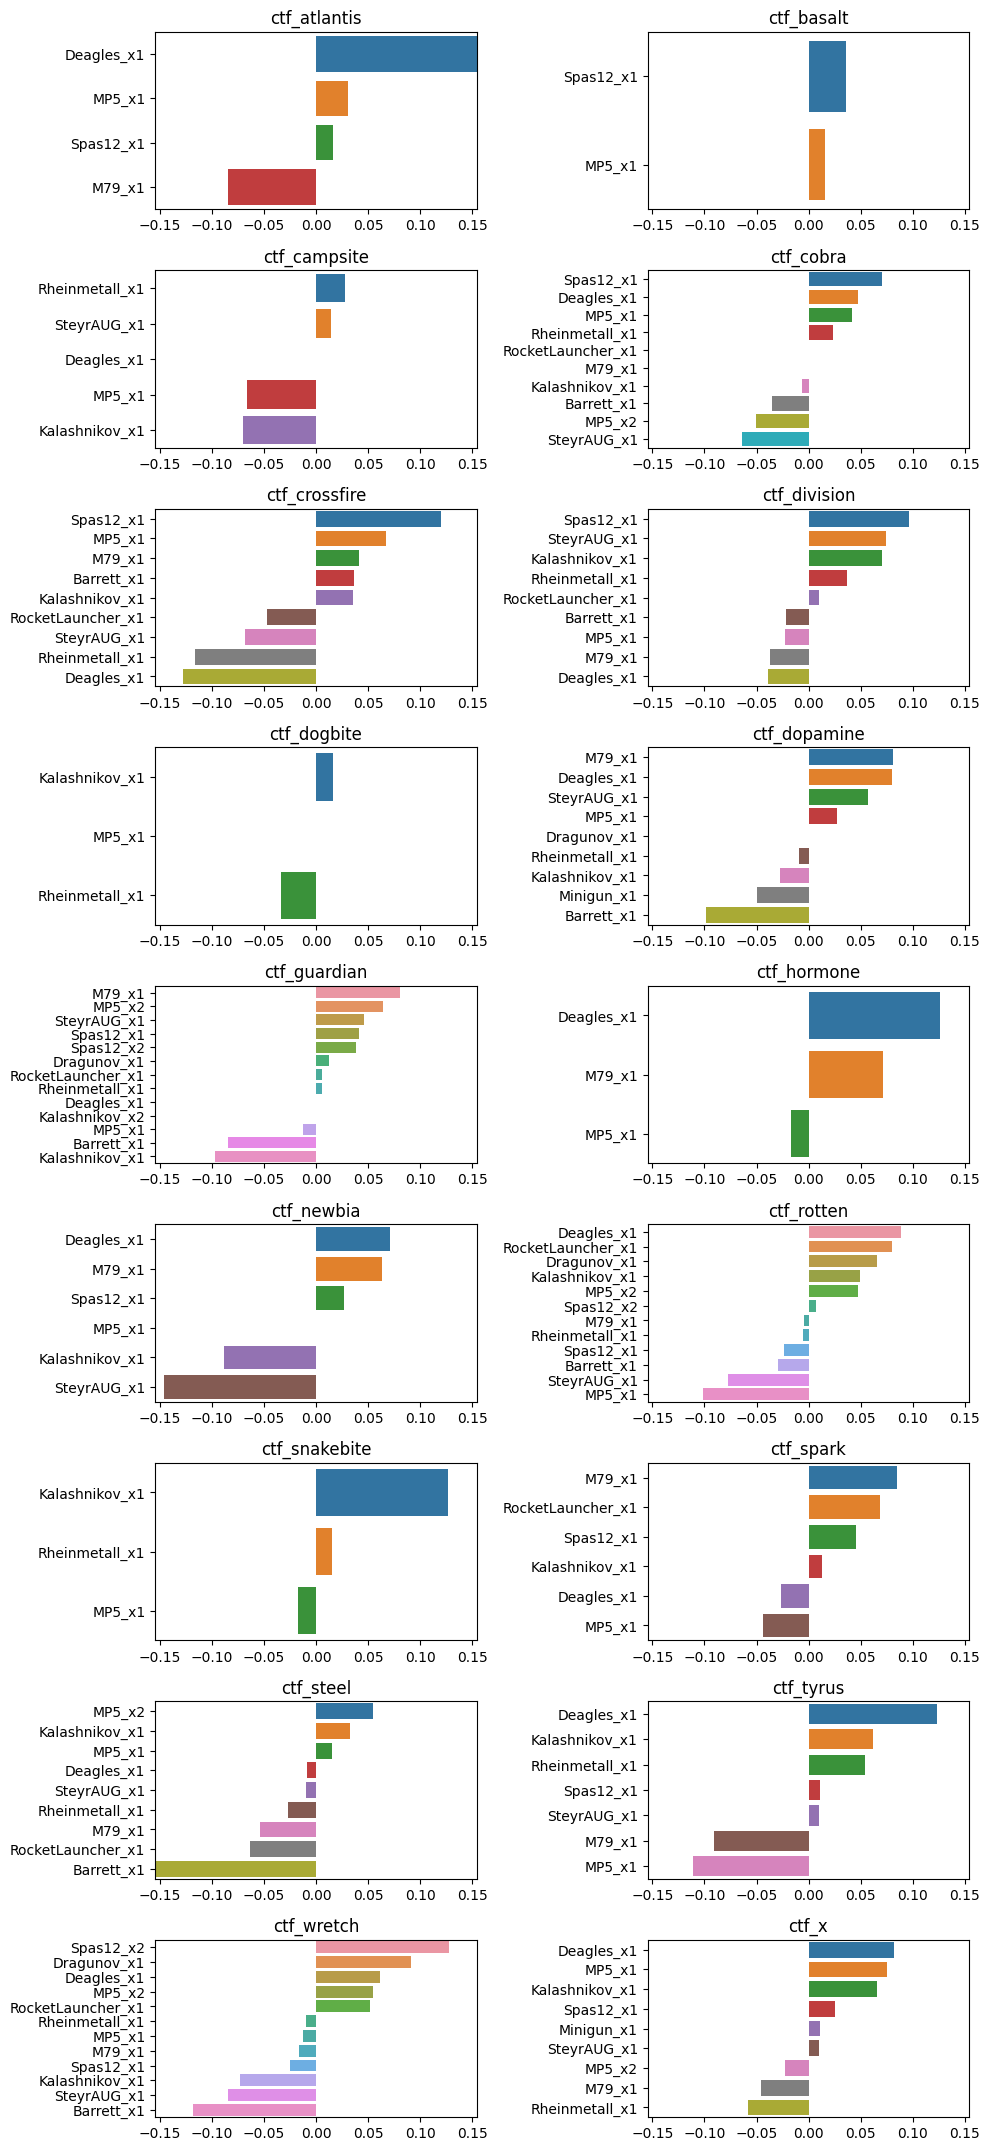 ctf_atlantis
Deagles_x1
MP5_x1
Spas12_x1
M79_x1
−0.15 −0.10 −0.05 0.00 0.05 0.10 0.15
ctf_basalt
Spas12_x1
MP5_x1
−0.15 −0.10 −0.05 0.00 0.05 0.10 0.15
ctf_campsite
Rheinmetall_x1
SteyrAUG_x1
Deagles_x1
MP5_x1
Kalashnikov_x1
−0.15 −0.10 −0.05 0.00 0.05 0.10 0.15
ctf_cobra
Spas12_x1
Deagles_x1
MP5_x1
Rheinmetall_x1
RocketLauncher_x1
M79_x1
Kalashnikov_x1
Barrett_x1
MP5_x2
SteyrAUG_x1
−0.15 −0.10 −0.05 0.00 0.05 0.10 0.15
ctf_crossfire
Spas12_x1
MP5_x1
M79_x1
Barrett_x1
Kalashnikov_x1
RocketLauncher_x1
SteyrAUG_x1
Rheinmetall_x1
Deagles_x1
−0.15 −0.10 −0.05 0.00 0.05 0.10 0.15
ctf_division
Spas12_x1
SteyrAUG_x1
Kalashnikov_x1
Rheinmetall_x1
RocketLauncher_x1
Barrett_x1
MP5_x1
M79_x1
Deagles_x1
−0.15 −0.10 −0.05 0.00 0.05 0.10 0.15
ctf_dogbite
Kalashnikov_x1
MP5_x1
Rheinmetall_x1
−0.15 −0.10 −0.05 0.00 0.05 0.10 0.15
ctf_dopamine
M79_x1
Deagles_x1
SteyrAUG_x1
MP5_x1
Dragunov_x1
Rheinmetall_x1
Kalashnikov_x1
Minigun_x1
Barrett_x1
−0.15 −0.10 −0.05 0.00 0.05 0.10 0.15
ctf_guardian
M79_x1
MP5_x2
SteyrAUG_x1
Spas12_x1
Spas12_x2
Dragunov_x1
RocketLauncher_x1
Rheinmetall_x1
Deagles_x1
Kalashnikov_x2
MP5_x1
Barrett_x1
Kalashnikov_x1
−0.15 −0.10 −0.05 0.00 0.05 0.10 0.15
ctf_hormone
Deagles_x1
M79_x1
MP5_x1
−0.15 −0.10 −0.05 0.00 0.05 0.10 0.15
ctf_newbia
Deagles_x1
M79_x1
Spas12_x1
MP5_x1
Kalashnikov_x1
SteyrAUG_x1
−0.15 −0.10 −0.05 0.00 0.05 0.10 0.15
ctf_rotten
Deagles_x1
RocketLauncher_x1
Dragunov_x1
Kalashnikov_x1
MP5_x2
Spas12_x2
M79_x1
Rheinmetall_x1
Spas12_x1
Barrett_x1
SteyrAUG_x1
MP5_x1
−0.15 −0.10 −0.05 0.00 0.05 0.10 0.15
ctf_snakebite
Kalashnikov_x1
Rheinmetall_x1
MP5_x1
−0.15 −0.10 −0.05 0.00 0.05 0.10 0.15
ctf_spark
M79_x1
RocketLauncher_x1
Spas12_x1
Kalashnikov_x1
Deagles_x1
MP5_x1
−0.15 −0.10 −0.05 0.00 0.05 0.10 0.15
ctf_steel
MP5_x2
Kalashnikov_x1
MP5_x1
Deagles_x1
SteyrAUG_x1
Rheinmetall_x1
M79_x1
RocketLauncher_x1
Barrett_x1
−0.15 −0.10 −0.05 0.00 0.05 0.10 0.15
ctf_tyrus
Deagles_x1
Kalashnikov_x1
Rheinmetall_x1
Spas12_x1
SteyrAUG_x1
M79_x1
MP5_x1
−0.15 −0.10 −0.05 0.00 0.05 0.10 0.15
ctf_wretch
Spas12_x2
Dragunov_x1
Deagles_x1
MP5_x2
RocketLauncher_x1
Rheinmetall_x1
MP5_x1
M79_x1
Spas12_x1
Kalashnikov_x1
SteyrAUG_x1
Barrett_x1
−0.15 −0.10 −0.05 0.00 0.05 0.10 0.15
ctf_x
Deagles_x1
MP5_x1
Kalashnikov_x1
Spas12_x1
Minigun_x1
SteyrAUG_x1
MP5_x2
M79_x1
Rheinmetall_x1
−0.15 −0.10 −0.05 0.00 0.05 0.10 0.15